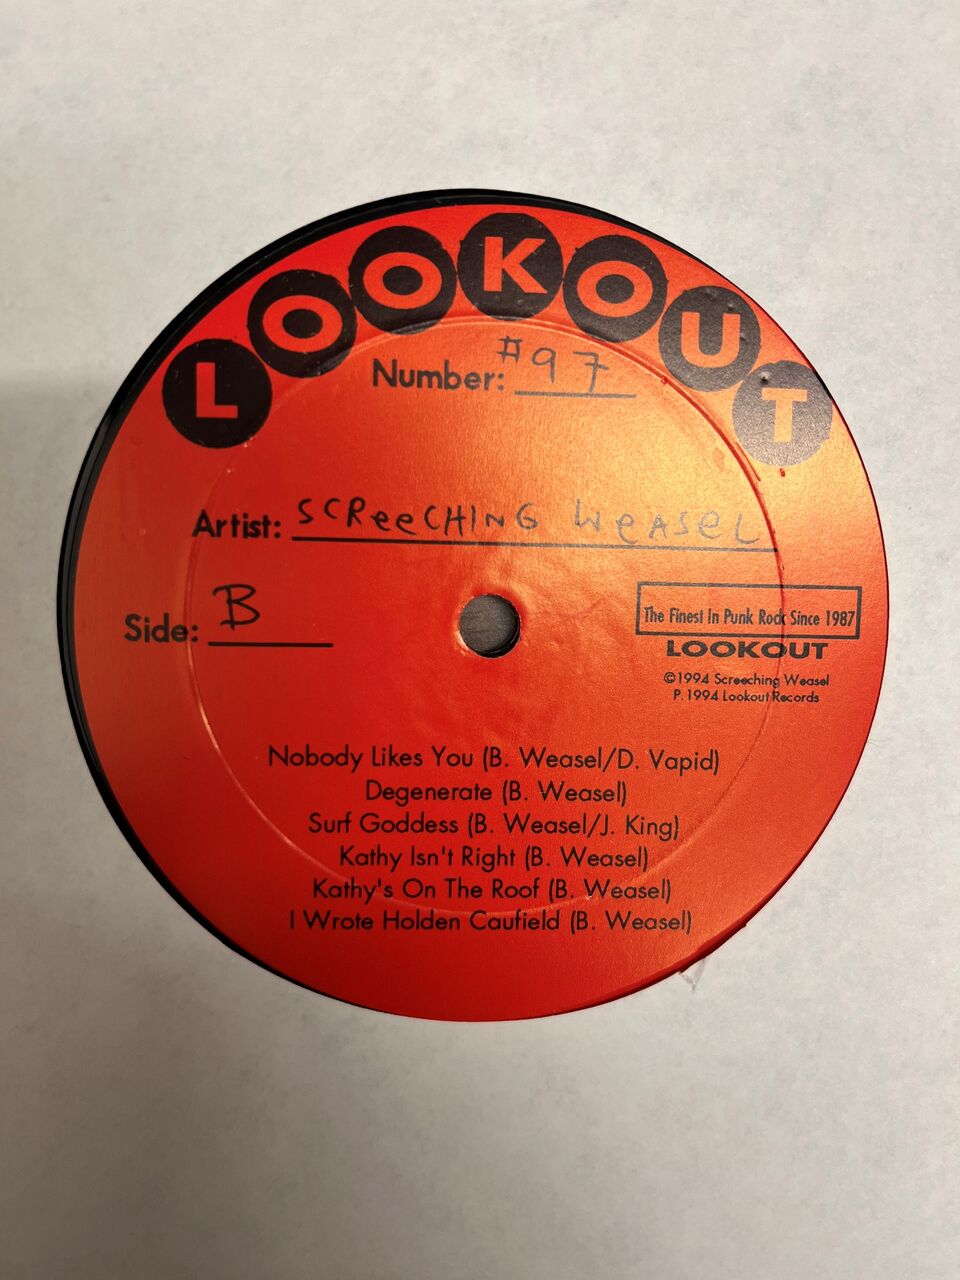 LOOKOUT
Number: #97
Artist: SCReeCHING WeASeL
Side: B
The Finest In Punk Rock Since 1987
LOOKOUT
©1994 Screeching Weasel
P. 1994 Lookout Records
Nobody Likes You (B. Weasel/D. Vapid)
Degenerate (B. Weasel)
Surf Goddess (B. Weasel/J. King)
Kathy Isn't Right (B. Weasel)
Kathy's On The Roof (B. Weasel)
I Wrote Holden Caufield (B. Weasel)